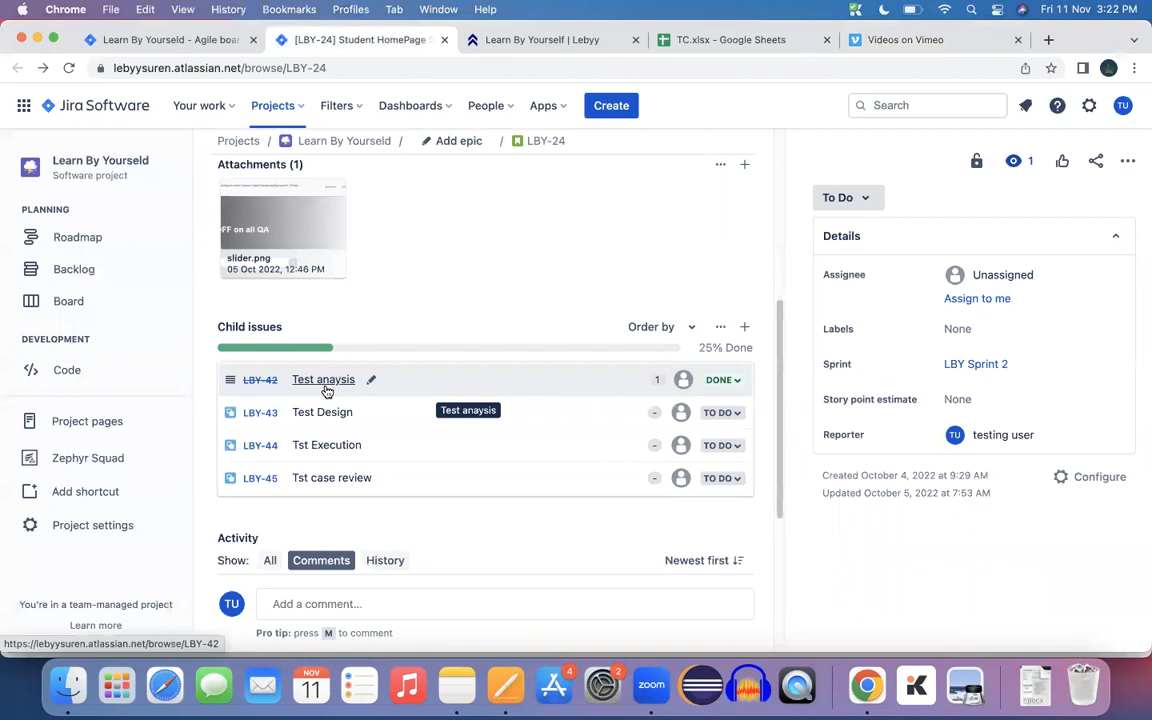 Chrome File Edit View History Bookmarks Profiles Tab Window Help Fri 11 Nov 3:22 PM
Learn By Yourseld - Agile boar [LBY-24] Student HomePage S Learn By Yourself | Lebyy TC.xlsx - Google Sheets Videos on Vimeo
lebyysuren.atlassian.net/browse/LBY-24
Jira Software Your work Projects Filters Dashboards People Apps Create Search TU
Learn By Yourseld
Software project
PLANNING
Roadmap
Backlog
Board
DEVELOPMENT
Code
Project pages
Zephyr Squad
Add shortcut
Project settings
You're in a team-managed project
Learn more
https://lebyysuren.atlassian.net/browse/LBY-42
Projects / Learn By Yourseld / Add epic / LBY-24
Attachments (1)
OFF on all QA
slider.png
05 Oct 2022, 12:46 PM
Child issues Order by
25% Done
LBY-42 Test anaysis 1 DONE
Test anaysis
LBY-43 Test Design - TO DO
LBY-44 Tst Execution - TO DO
LBY-45 Tst case review - TO DO
Activity
Show: All Comments History Newest first
TU Add a comment...
Pro tip: press M to comment
1
To Do
Details
Assignee Unassigned
Assign to me
Labels None
Sprint LBY Sprint 2
Story point estimate None
Reporter TU testing user
Created October 4, 2022 at 9:29 AM
Updated October 5, 2022 at 7:53 AM
Configure
NOV
11
4
2
zoom
K
DOCX